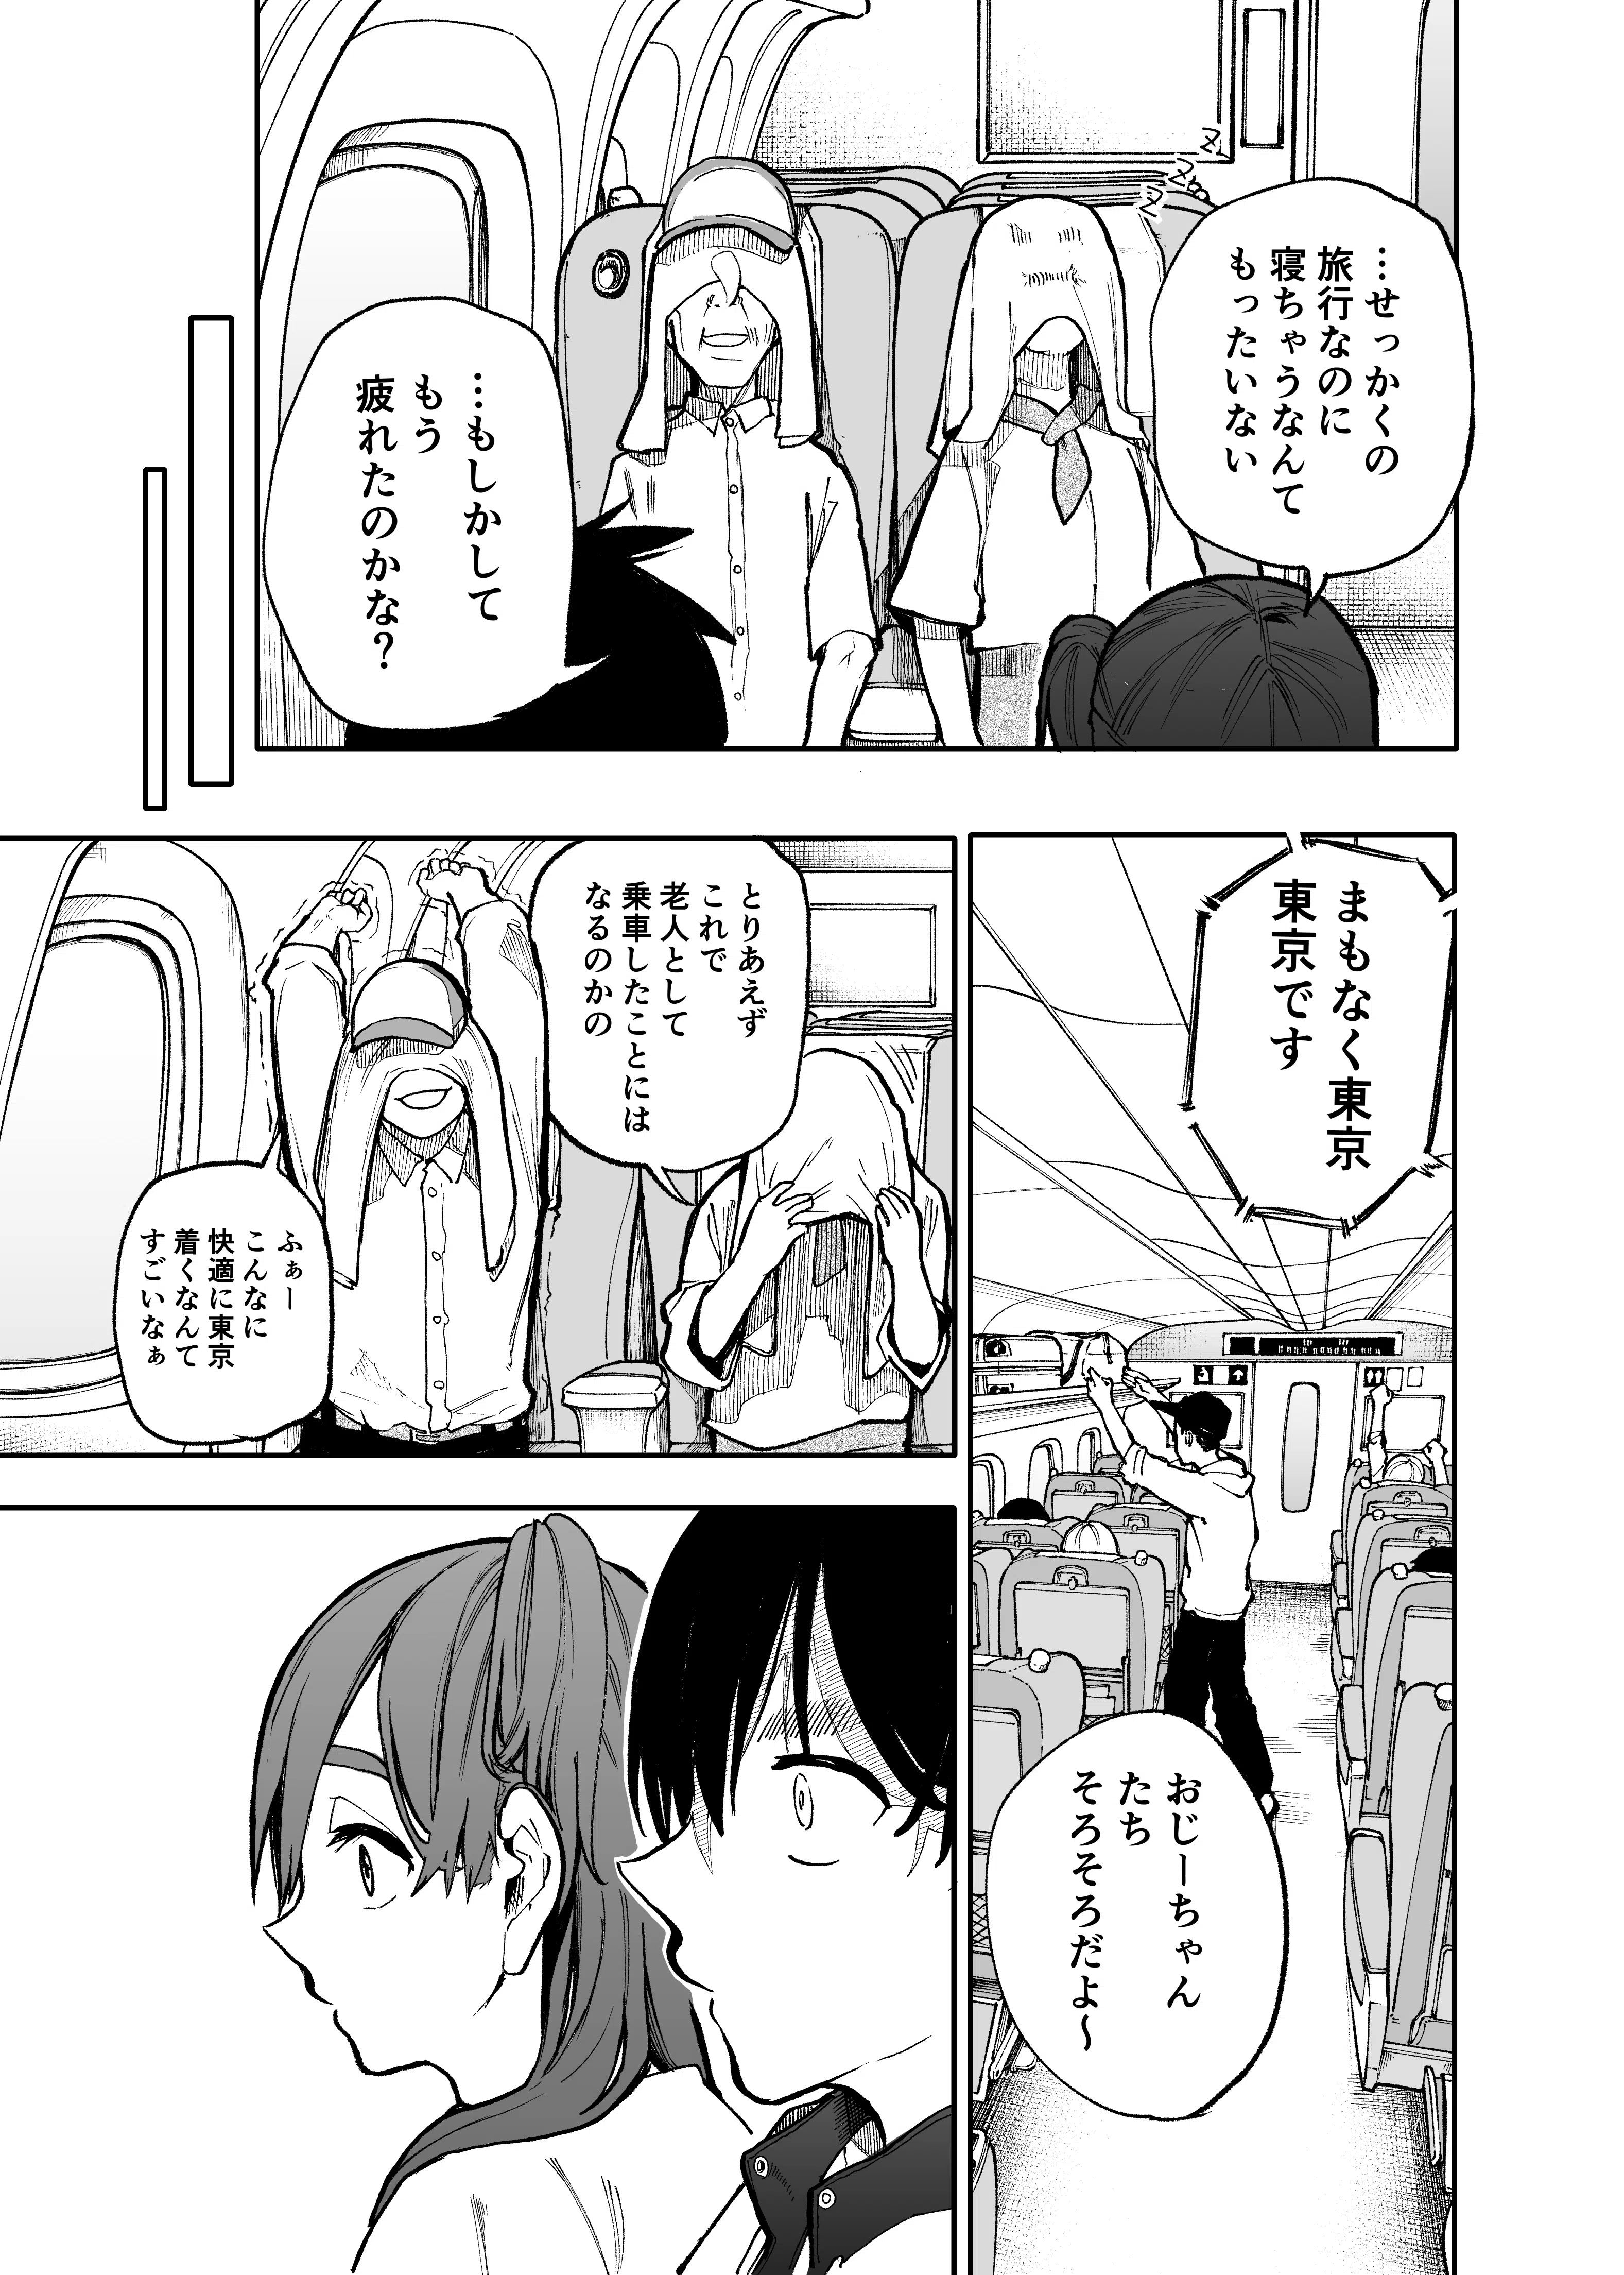 …せっかくの
旅行なのに
寝ちゃうなんて
もったいない
…もしかして
もう
疲れたのかな？
まもなく東京
東京です
おじーちゃん
たち
そろそろだよ～
とりあえず
これで
老人として
乗車したことには
なるのかの
ふぁー
こんなに
快適に東京
着くなんて
すごいなぁ